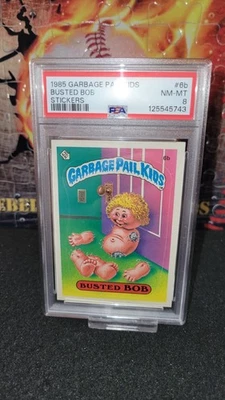 1985 GARBAGE PAIL KIDS #6b
BUSTED BOB NM-MT
STICKERS PSA 8
125545743
6b
GARBAGE PAIL KIDS
BUSTED BOB